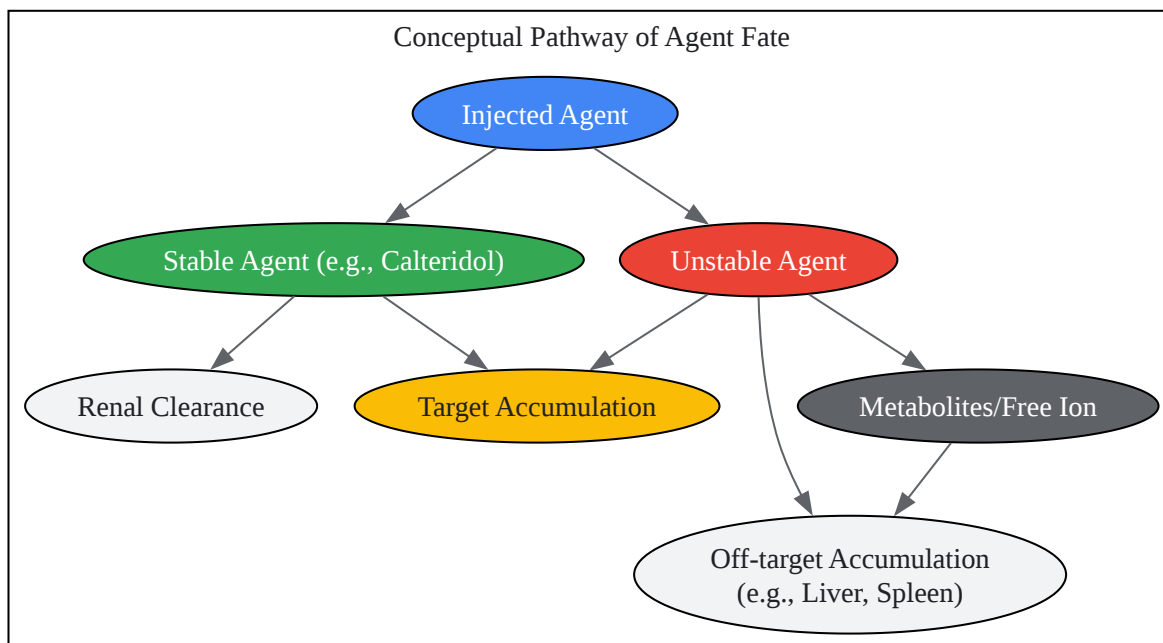 Conceptual Pathway of Agent Fate
Injected Agent
Stable Agent (e.g., Calteridol)
Unstable Agent
Renal Clearance
Target Accumulation
Metabolites/Free Ion
Off-target Accumulation
(e.g., Liver, Spleen)